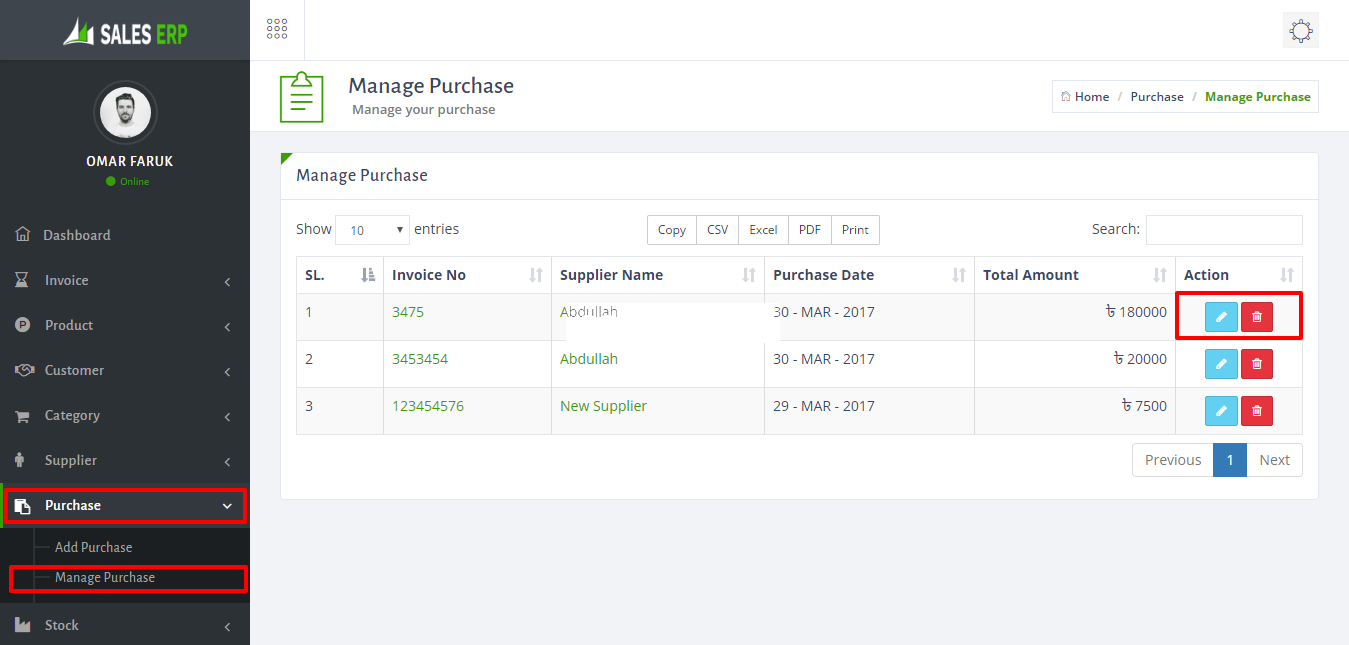 SALES ERP
OMAR FARUK
Online
Dashboard
Invoice
Product
Customer
Category
Supplier
Purchase
Add Purchase
Manage Purchase
Stock
Manage Purchase
Manage your purchase
Home / Purchase / Manage Purchase
Manage Purchase
Show 10 entries
Copy CSV Excel PDF Print
Search:
SL. Invoice No Supplier Name Purchase Date Total Amount Action
1 3475 Abdullah 30 - MAR - 2017 ৳ 180000
2 3453454 Abdullah 30 - MAR - 2017 ৳ 20000
3 123454576 New Supplier 29 - MAR - 2017 ৳ 7500
Previous 1 Next